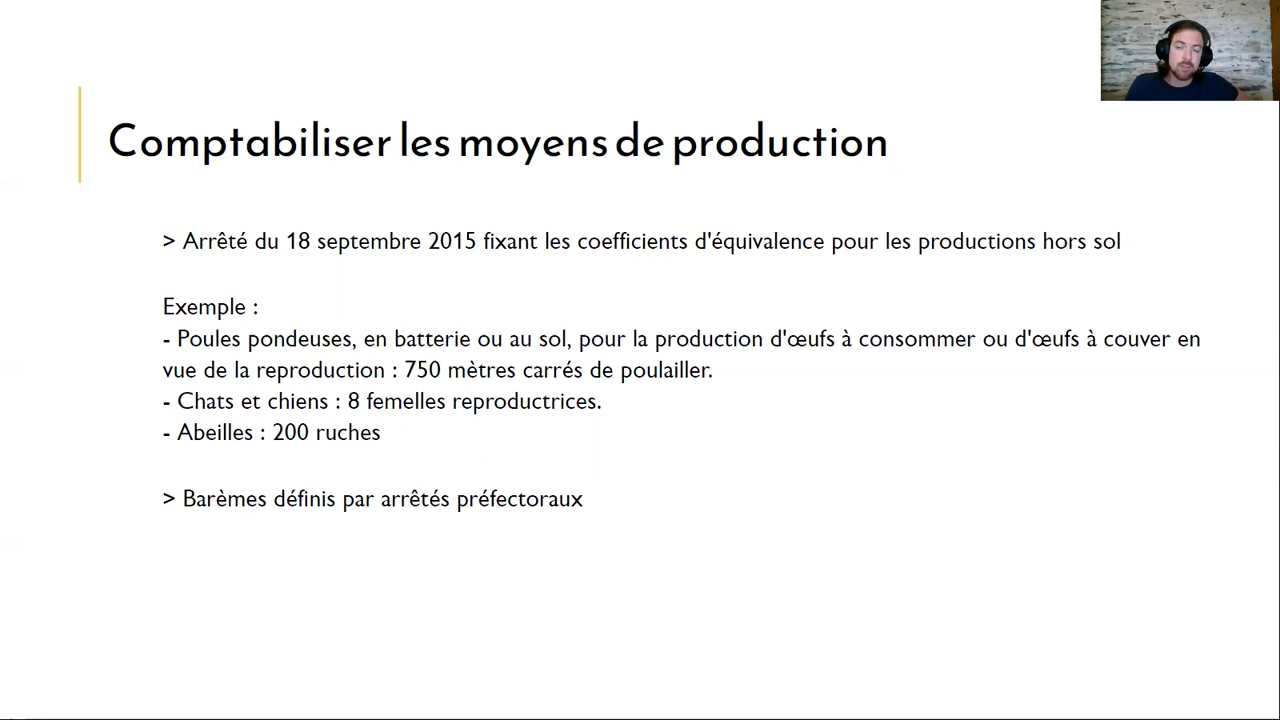 Comptabiliser les moyens de production
> Arrêté du 18 septembre 2015 fixant les coefficients d'équivalence pour les productions hors sol
Exemple :
- Poules pondeuses, en batterie ou au sol, pour la production d'œufs à consommer ou d'œufs à couver en
vue de la reproduction : 750 mètres carrés de poulailler.
- Chats et chiens : 8 femelles reproductrices.
- Abeilles : 200 ruches
> Barèmes définis par arrêtés préfectoraux